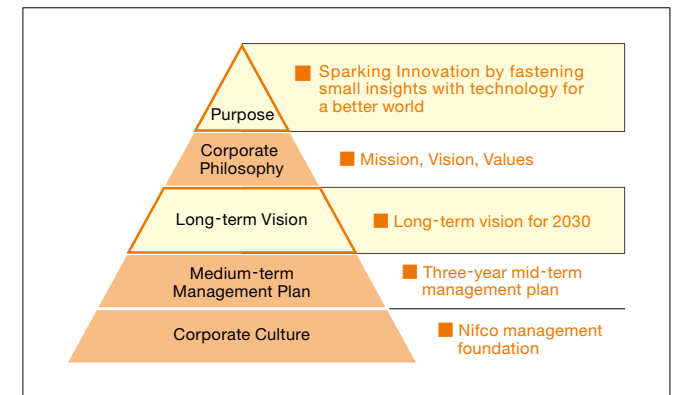 Purpose
Sparking Innovation by fastening
small insights with technology for
a better world
Corporate
Philosophy
Mission, Vision, Values
Long-term Vision
Long-term vision for 2030
Medium-term
Management Plan
Three-year mid-term
management plan
Corporate Culture
Nifco management
foundation